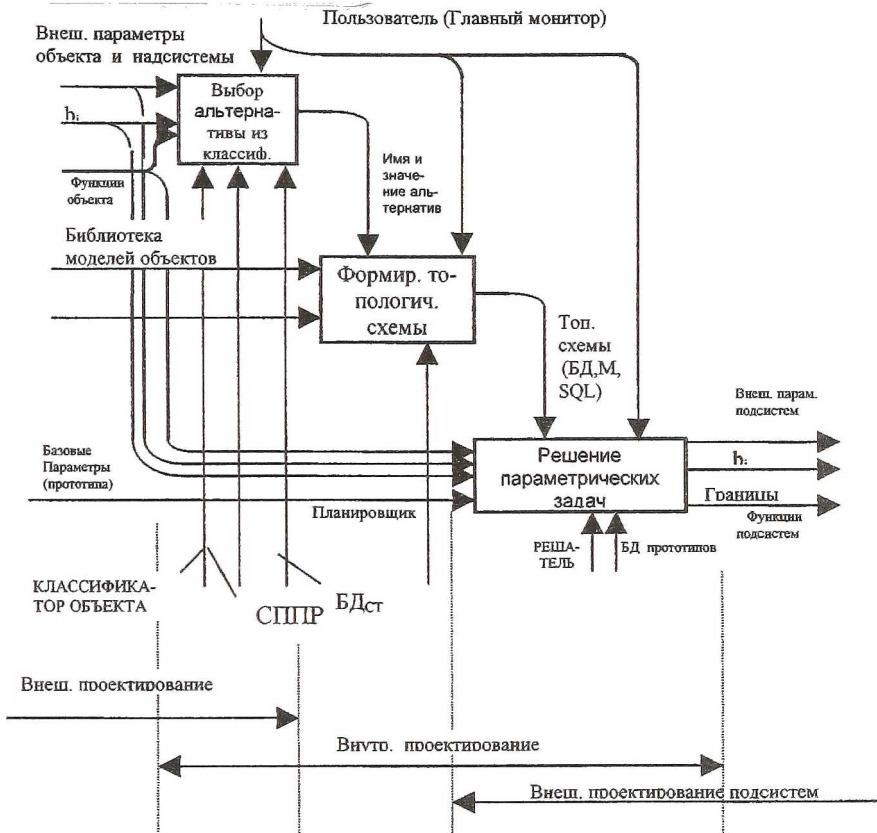 Пользователь (Главный монитор)
Внеш. параметры
объекта и надсистемы
Выбор
альтерна-
тивы из
классиф.
hᵢ
Функции
объекта
Имя и
значе-
ние аль-
тернатив
Библиотека
моделей объектов
Формир. то-
пологич.
схемы
Топ.
схемы
(БД,М,
SQL)
Внеш. парам.
подсистем
Базовые
Параметры
(прототипа)
Решение
параметрических
задач
hᵢ
Границы
Функции
подсистем
Планировщик
РЕША-
ТЕЛЬ
БД прототипов
КЛАССИФИКА-
ТОР ОБЪЕКТА
СППР
БДст
Внеш. проектирование
Внутр. проектирование
Внеш. проектирование подсистем